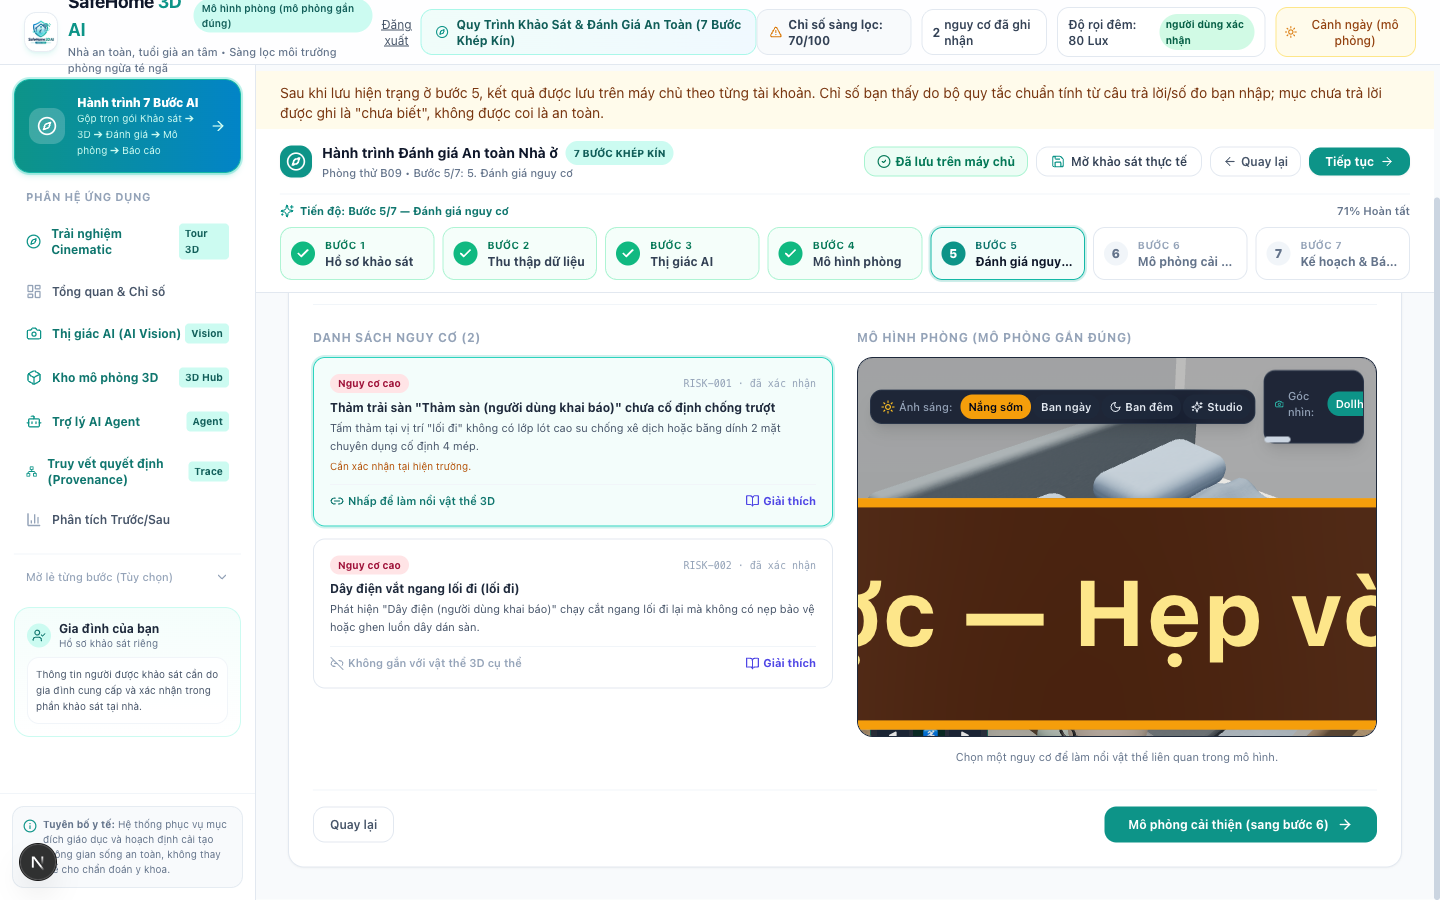 SafeHome 3D AI
Mô hình phòng (mô phỏng gần đúng)
Nhà an toàn, tuổi già an tâm • Sàng lọc môi trường phòng ngừa té ngã
Đăng xuất
Quy Trình Khảo Sát & Đánh Giá An Toàn (7 Bước Khép Kín)
Chỉ số sàng lọc: 70/100
2 nguy cơ đã ghi nhận
Độ rọi đêm: 80 Lux
người dùng xác nhận
Cảnh ngày (mô phỏng)
Hành trình 7 Bước AI
Gộp trọn gói Khảo sát ➔ 3D ➔ Đánh giá ➔ Mô phỏng ➔ Báo cáo
PHÂN HỆ ỨNG DỤNG
Trải nghiệm Cinematic
Tour 3D
Tổng quan & Chỉ số
Thị giác AI (AI Vision)
Vision
Kho mô phỏng 3D
3D Hub
Trợ lý AI Agent
Agent
Truy vết quyết định (Provenance)
Trace
Phân tích Trước/Sau
Mở lẻ từng bước (Tùy chọn)
Gia đình của bạn
Hồ sơ khảo sát riêng
Thông tin người được khảo sát cần do gia đình cung cấp và xác nhận trong phần khảo sát tại nhà.
Tuyên bố y tế: Hệ thống phục vụ mục đích giáo dục và hoạch định cải tạo không gian sống an toàn, không thay thế cho chẩn đoán y khoa.
N
Sau khi lưu hiện trạng ở bước 5, kết quả được lưu trên máy chủ theo từng tài khoản. Chỉ số bạn thấy do bộ quy tắc chuẩn tính từ câu trả lời/số đo bạn nhập; mục chưa trả lời được ghi là "chưa biết", không được coi là an toàn.
Hành trình Đánh giá An toàn Nhà ở
7 BƯỚC KHÉP KÍN
Phòng thử B09 • Bước 5/7: 5. Đánh giá nguy cơ
Đã lưu trên máy chủ
Mở khảo sát thực tế
Quay lại
Tiếp tục
Tiến độ: Bước 5/7 — Đánh giá nguy cơ
71% Hoàn tất
BƯỚC 1
Hồ sơ khảo sát
BƯỚC 2
Thu thập dữ liệu
BƯỚC 3
Thị giác AI
BƯỚC 4
Mô hình phòng
5
BƯỚC 5
Đánh giá nguy...
6
BƯỚC 6
Mô phỏng cải ...
7
BƯỚC 7
Kế hoạch & Bá...
DANH SÁCH NGUY CƠ (2)
Nguy cơ cao
RISK-001 · đã xác nhận
Thảm trải sàn "Thảm sàn (người dùng khai báo)" chưa cố định chống trượt
Tấm thảm tại vị trí "lối đi" không có lớp lót cao su chống xê dịch hoặc băng dính 2 mặt chuyên dụng cố định 4 mép.
Cần xác nhận tại hiện trường.
Nhấp để làm nổi vật thể 3D
Giải thích
Nguy cơ cao
RISK-002 · đã xác nhận
Dây điện vắt ngang lối đi (lối đi)
Phát hiện "Dây điện (người dùng khai báo)" chạy cắt ngang lối đi lại mà không có nẹp bảo vệ hoặc ghen luồn dây dán sàn.
Không gắn với vật thể 3D cụ thể
Giải thích
MÔ HÌNH PHÒNG (MÔ PHỎNG GẦN ĐÚNG)
Ánh sáng:
Nắng sớm
Ban ngày
Ban đêm
Studio
Góc nhìn:
Dollh
ợc — Hẹp vò
Chọn một nguy cơ để làm nổi vật thể liên quan trong mô hình.
Quay lại
Mô phỏng cải thiện (sang bước 6)